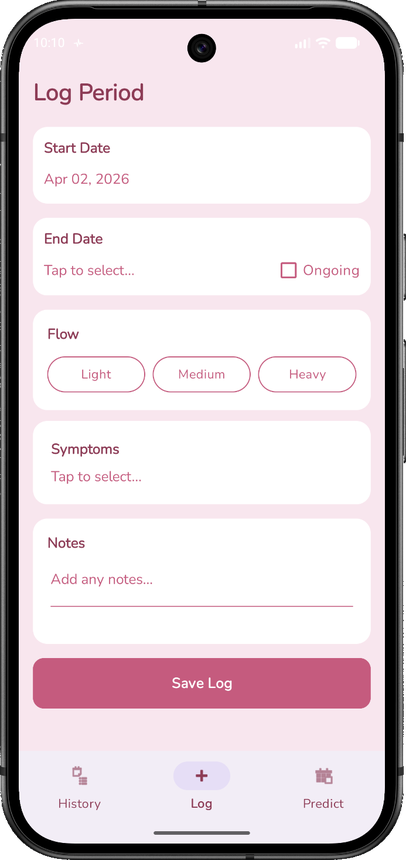 10:10
Log Period
Start Date
Apr 02, 2026
End Date
Tap to select...
Ongoing
Flow
Light Medium Heavy
Symptoms
Tap to select...
Notes
Add any notes...
Save Log
History Log Predict